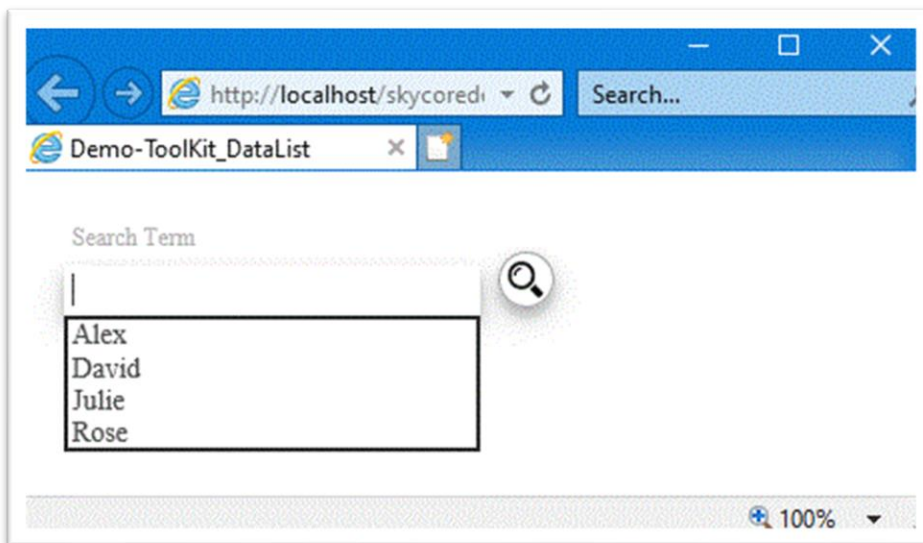 http://localhost/skycored
Search...
Demo-ToolKit_DataList
Search Term
Alex
David
Julie
Rose
100%